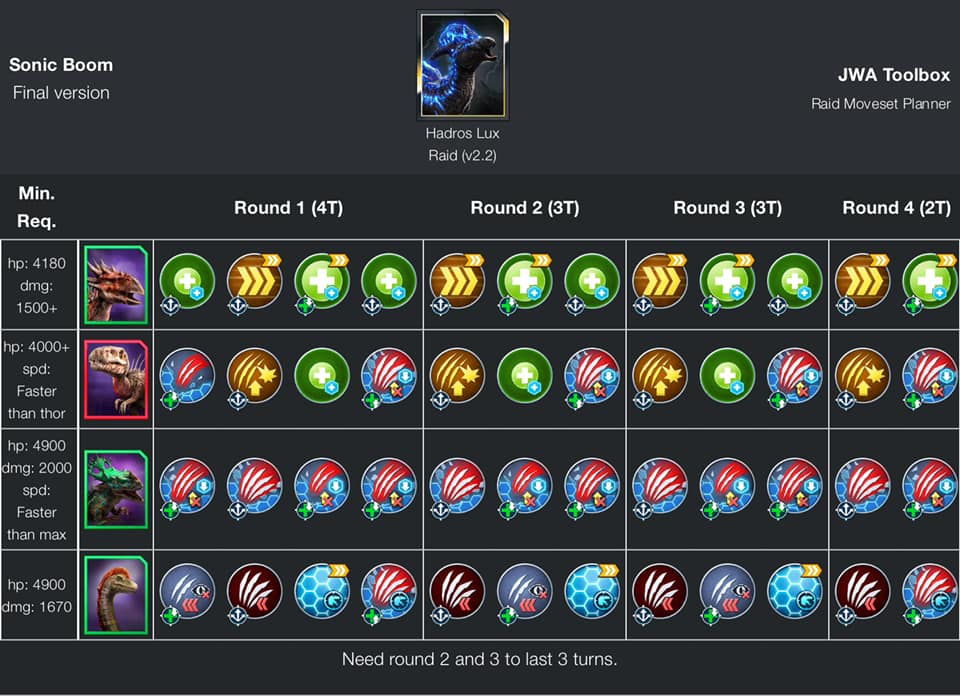 Sonic Boom
Final version
Hadros Lux
Raid (v2.2)
JWA Toolbox
Raid Moveset Planner
Min.
Req.
Round 1 (4T)
Round 2 (3T)
Round 3 (3T)
Round 4 (2T)
hp: 4180
dmg:
1500+
hp: 4000+
spd:
Faster
than thor
hp: 4900
dmg: 2000
spd:
Faster
than max
hp: 4900
dmg: 1670
Need round 2 and 3 to last 3 turns.